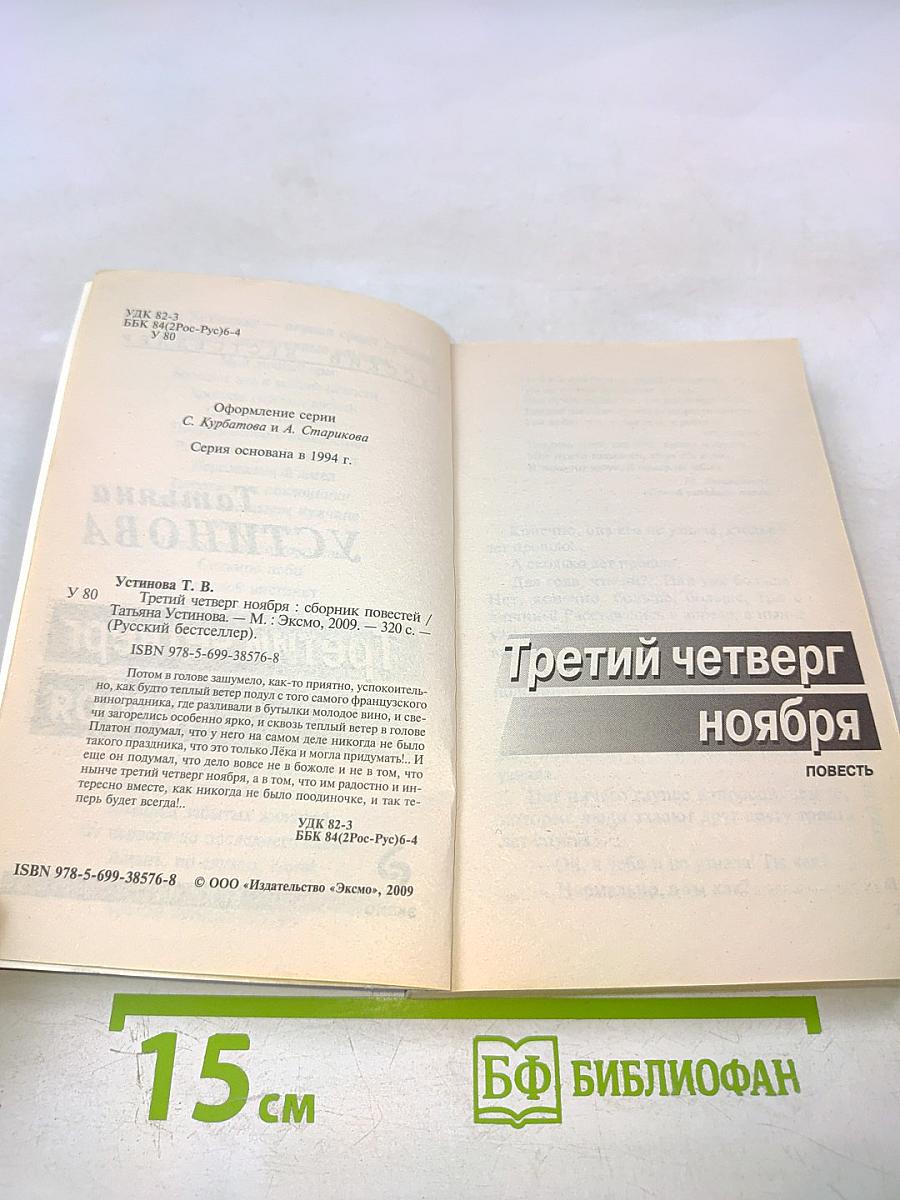 УДК 82-3
ББК 84(2Рос-Рус)6-4
У 80
Оформление серии
С. Курбатова и А. Старикова
Серия основана в 1994 г.
Устинова Т. В.
У 80 Третий четверг ноября : сборник повестей /
Татьяна Устинова. — М. : Эксмо, 2009. — 320 с. —
(Русский бестселлер).
ISBN 978-5-699-38576-8
Потом в голове зашумело, как-то приятно, успокоитель-
но, как будто теплый ветер подул с того самого французского
виноградника, где разливали в бутылки молодое вино, и све-
чи загорелись особенно ярко, и сквозь теплый ветер в голове
Платон подумал, что у него на самом деле никогда не было
такого праздника, что это только Лёка и могла придумать!.. И
еще он подумал, что дело вовсе не в божоле и не в том, что
нынче третий четверг ноября, а в том, что им радостно и ин-
тересно вместе, как никогда не было поодиночке, и так те-
перь будет всегда!..
УДК 82-3
ББК 84(2Рос-Рус)6-4
ISBN 978-5-699-38576-8
© ООО «Издательство «Эксмо», 2009
Третий четверг
ноября
ПОВЕСТЬ
15 см
БФ БИБЛИОФАН